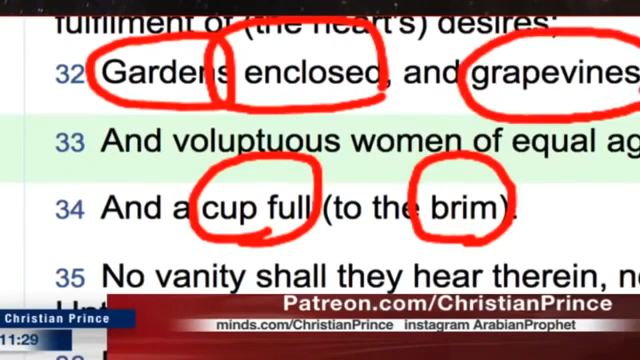 fulfilment of (the heart's) desires;
32 Gardens enclosed, and grapevines
33 And voluptuous women of equal ag
34 And a cup full (to the brim).
35 No vanity shall they hear therein, no
Patreon.com/ChristianPrince
Christian Prince
minds.com/ChristianPrince instagram ArabianProphet
11:29